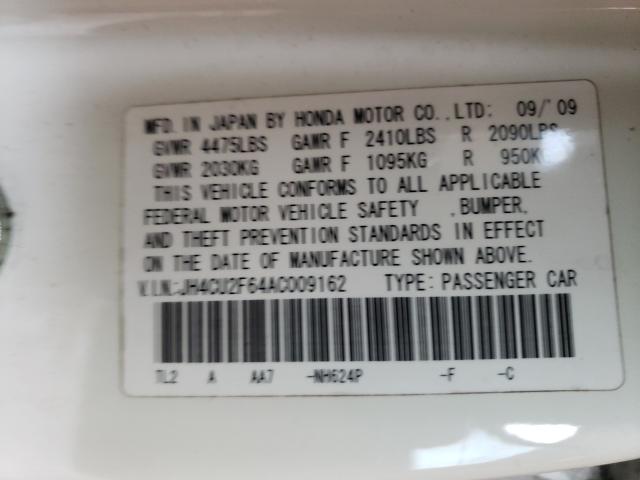 MFD. IN JAPAN BY HONDA MOTOR CO.,LTD: 09/'09
GVWR 4475LBS GAWR F 2410LBS R 2090LBS
GVWR 2030KG GAWR F 1095KG R 950KG
THIS VEHICLE CONFORMS TO ALL APPLICABLE
FEDERAL MOTOR VEHICLE SAFETY ,BUMPER,
AND THEFT PREVENTION STANDARDS IN EFFECT
ON THE DATE OF MANUFACTURE SHOWN ABOVE.
V.I.N.:JH4CU2F64AC009162 TYPE: PASSENGER CAR
TL2 A AA7 -NH624P -F -C